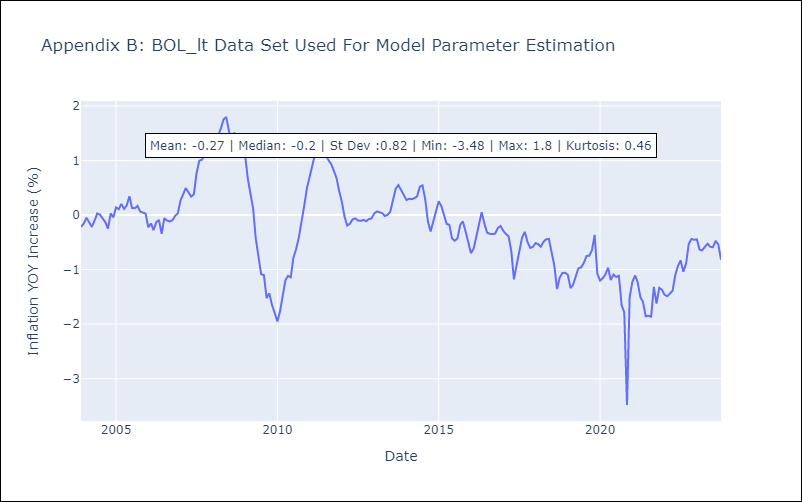 Appendix B: BOL_lt Data Set Used For Model Parameter Estimation
Mean: -0.27 | Median: -0.2 | St Dev :0.82 | Min: -3.48 | Max: 1.8 | Kurtosis: 0.46
Inflation YOY Increase (%)
2
1
0
−1
−2
−3
2005
2010
2015
2020
Date